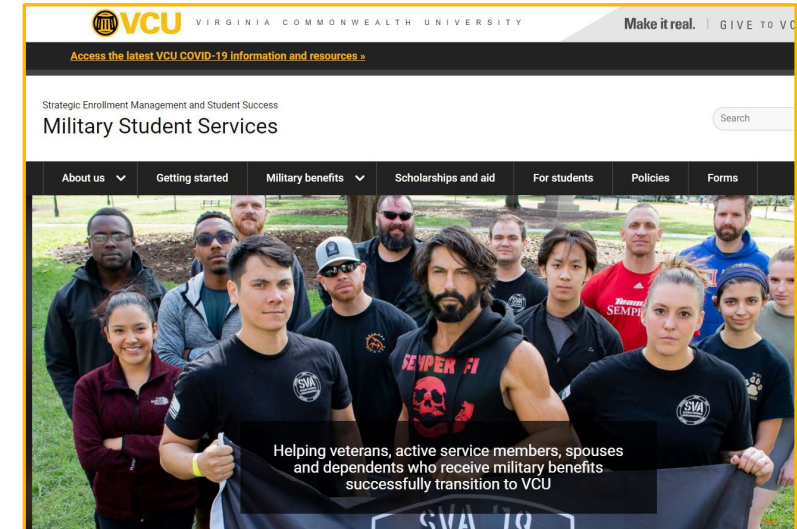 VCU VIRGINIA COMMONWEALTH UNIVERSITY
Make it real. | GIVE TO VC
Access the latest VCU COVID-19 information and resources »
Strategic Enrollment Management and Student Success
Military Student Services
Search
About us Getting started Military benefits Scholarships and aid For students Policies Forms
SEMPER FI
Team
SEMPE
SVA
SVA
Helping veterans, active service members, spouses
and dependents who receive military benefits
successfully transition to VCU
SVA '19